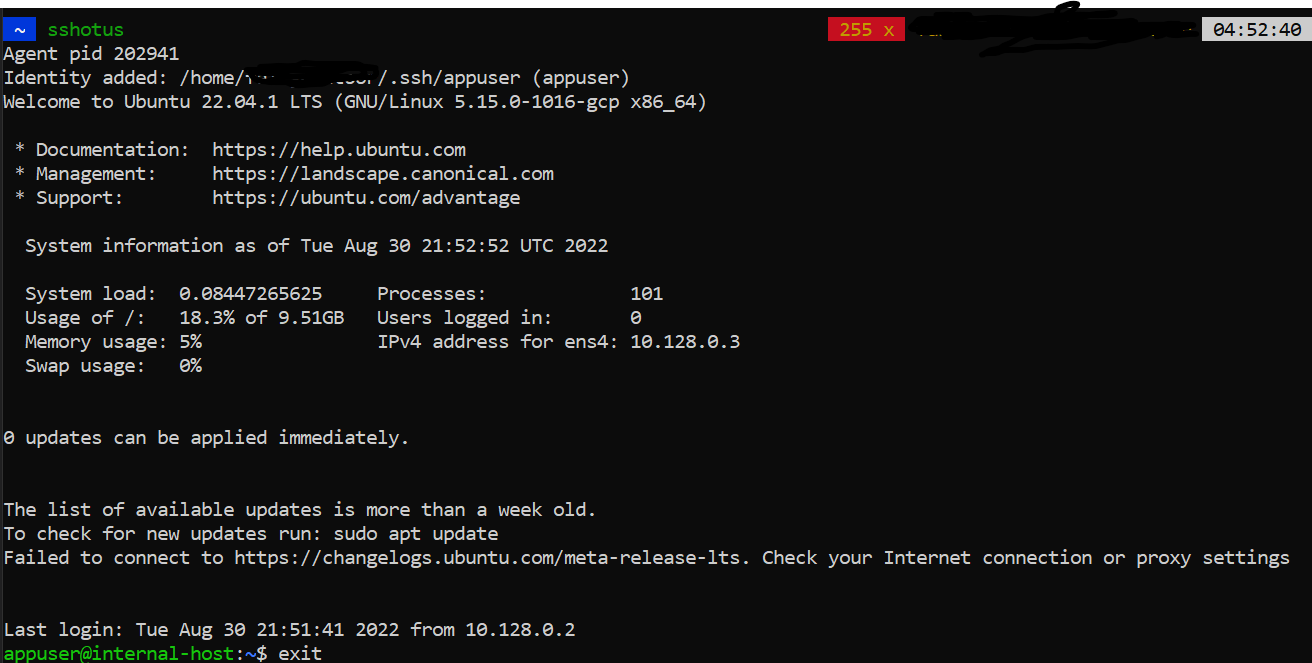 ~ sshotus 255 x 04:52:40
Agent pid 202941
Identity added: /home/ /.ssh/appuser (appuser)
Welcome to Ubuntu 22.04.1 LTS (GNU/Linux 5.15.0-1016-gcp x86_64)
* Documentation: https://help.ubuntu.com
* Management: https://landscape.canonical.com
* Support: https://ubuntu.com/advantage
System information as of Tue Aug 30 21:52:52 UTC 2022
System load: 0.08447265625 Processes: 101
Usage of /: 18.3% of 9.51GB Users logged in: 0
Memory usage: 5% IPv4 address for ens4: 10.128.0.3
Swap usage: 0%
0 updates can be applied immediately.
The list of available updates is more than a week old.
To check for new updates run: sudo apt update
Failed to connect to https://changelogs.ubuntu.com/meta-release-lts. Check your Internet connection or proxy settings
Last login: Tue Aug 30 21:51:41 2022 from 10.128.0.2
appuser@internal-host:~$ exit